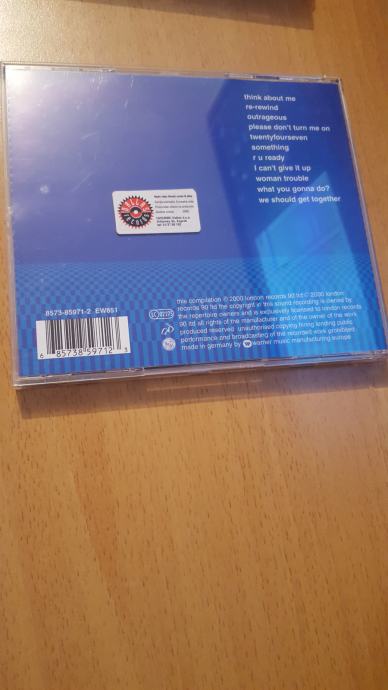 think about me
re-rewind
outrageous
please don't turn me on
twentyfourseven
something
r u ready
I can't give it up
woman trouble
what you gonna do?
we should get together
8573-85971-2 EW851
6 85738 59712
this compilation ℗ 2000 london records 90 ltd © 2000 london
records 90 ltd the copyright in this sound recording is owned by
the repertoire owners and is exclusively licensed to london records
90 ltd all rights of the manufacturer and of the owner of the work
produced reserved unauthorised copying hiring lending public
performance and broadcasting of the recorded work prohibited
made in germany by warner music manufacturing europe